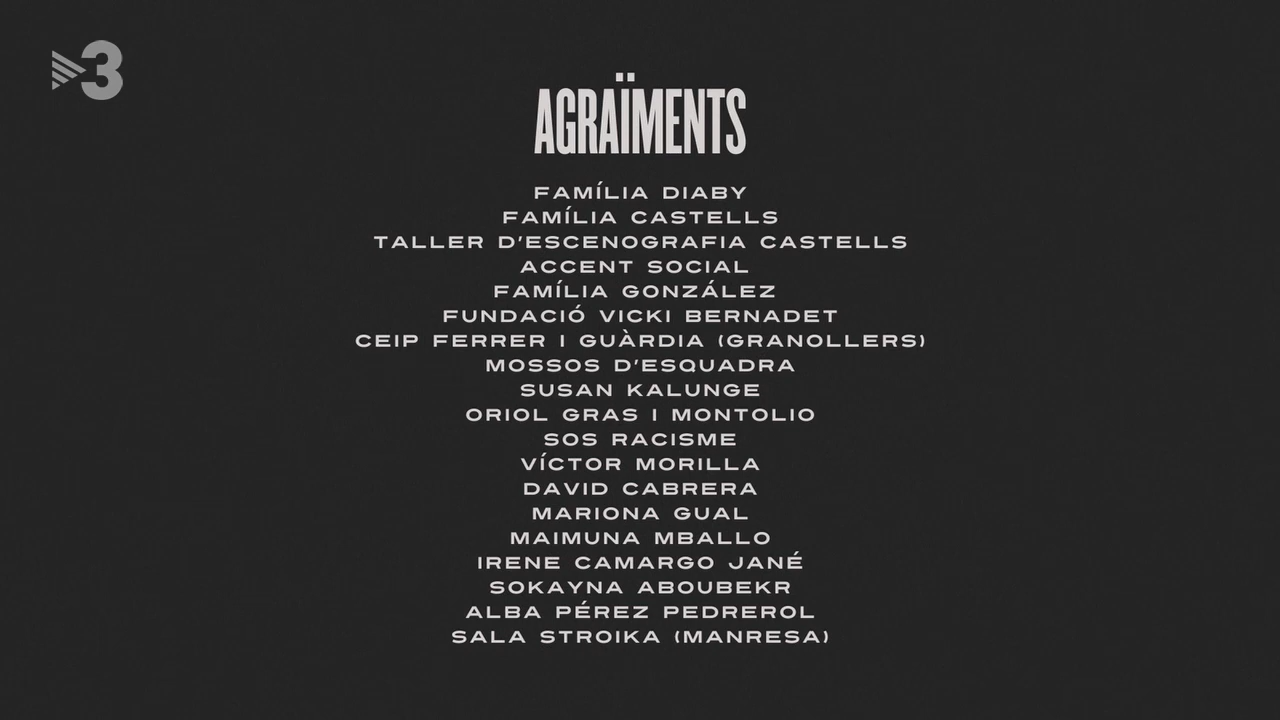 3
AGRAÏMENTS
FAMÍLIA DIABY
FAMÍLIA CASTELLS
TALLER D'ESCENOGRAFIA CASTELLS
ACCENT SOCIAL
FAMÍLIA GONZÁLEZ
FUNDACIÓ VICKI BERNADET
CEIP FERRER I GUÀRDIA (GRANOLLERS)
MOSSOS D'ESQUADRA
SUSAN KALUNGE
ORIOL GRAS I MONTOLIO
SOS RACISME
VÍCTOR MORILLA
DAVID CABRERA
MARIONA GUAL
MAIMUNA MBALLO
IRENE CAMARGO JANÉ
SOKAYNA ABOUBEKR
ALBA PÉREZ PEDREROL
SALA STROIKA (MANRESA)